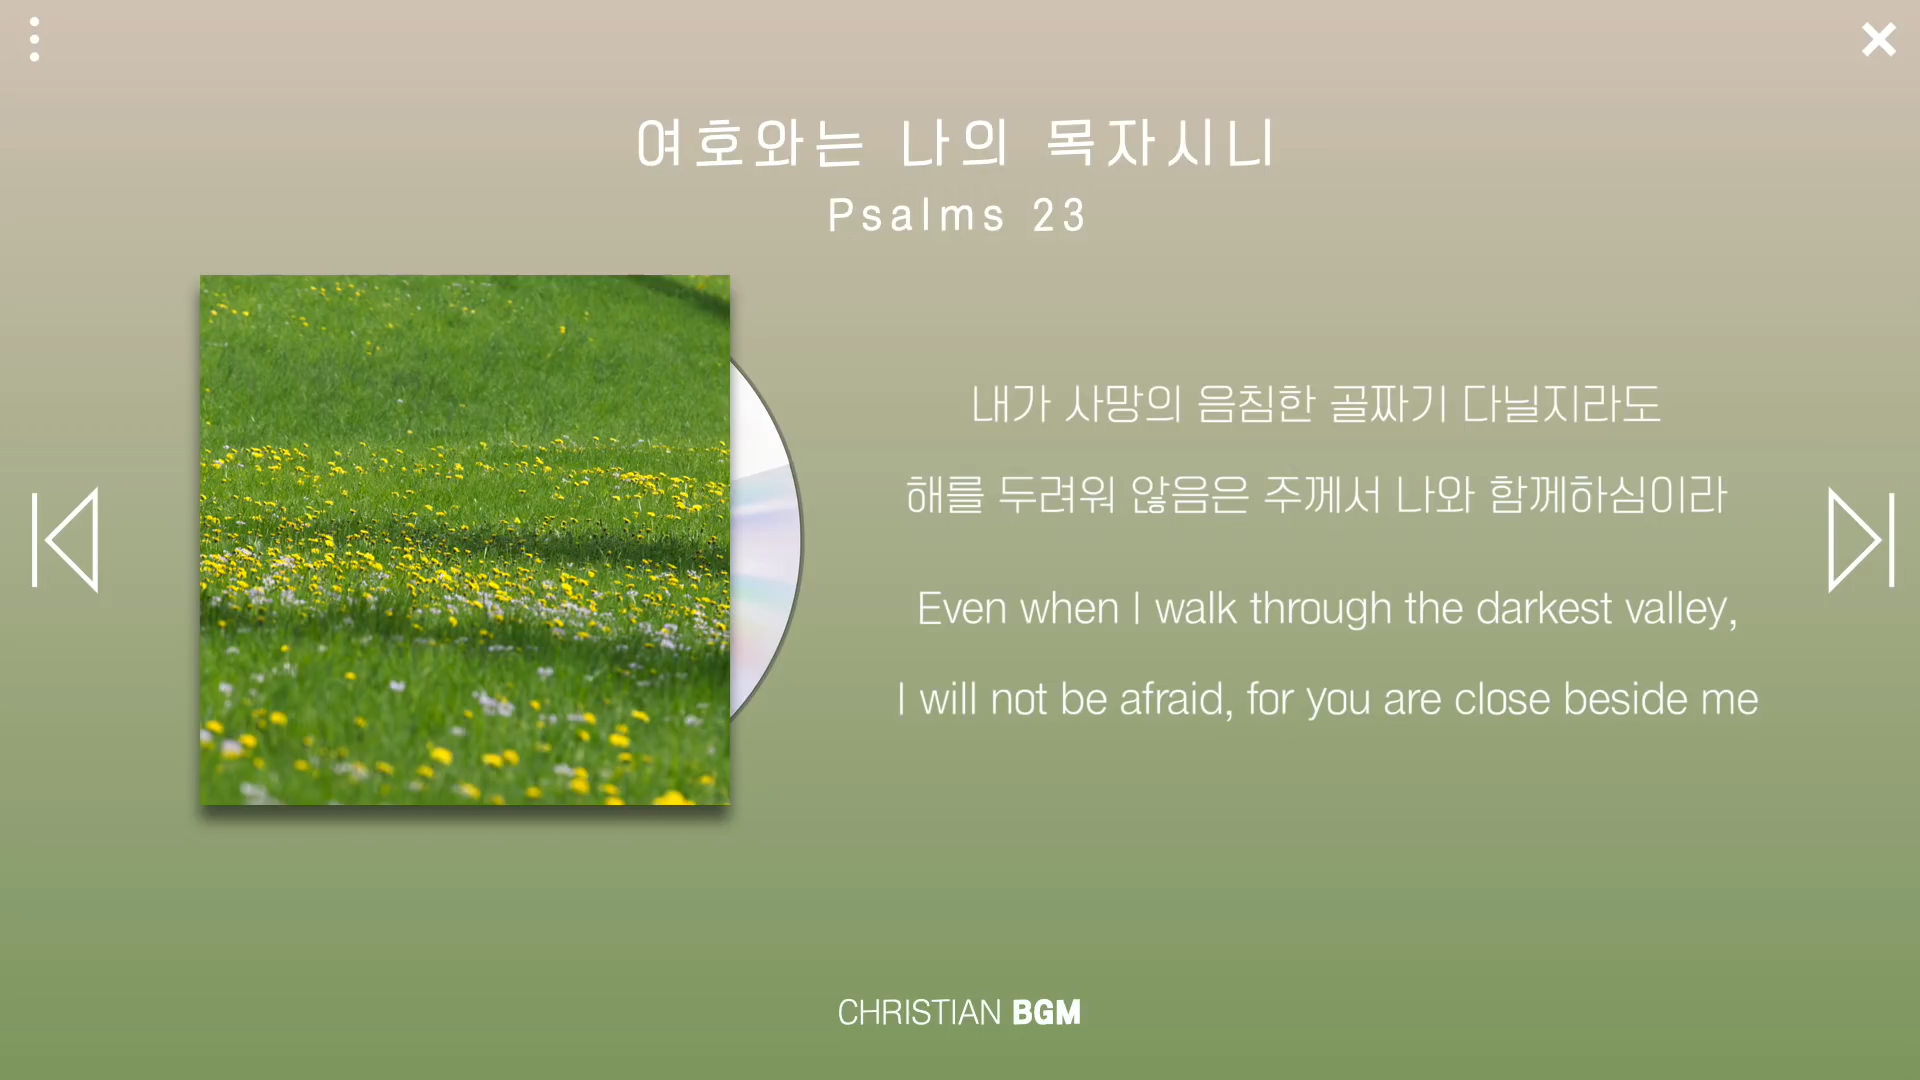 여호와는 나의 목자시니
Psalms 23
내가 사망의 음침한 골짜기 다닐지라도
해를 두려워 않음은 주께서 나와 함께하심이라
Even when I walk through the darkest valley,
I will not be afraid, for you are close beside me
CHRISTIAN BGM